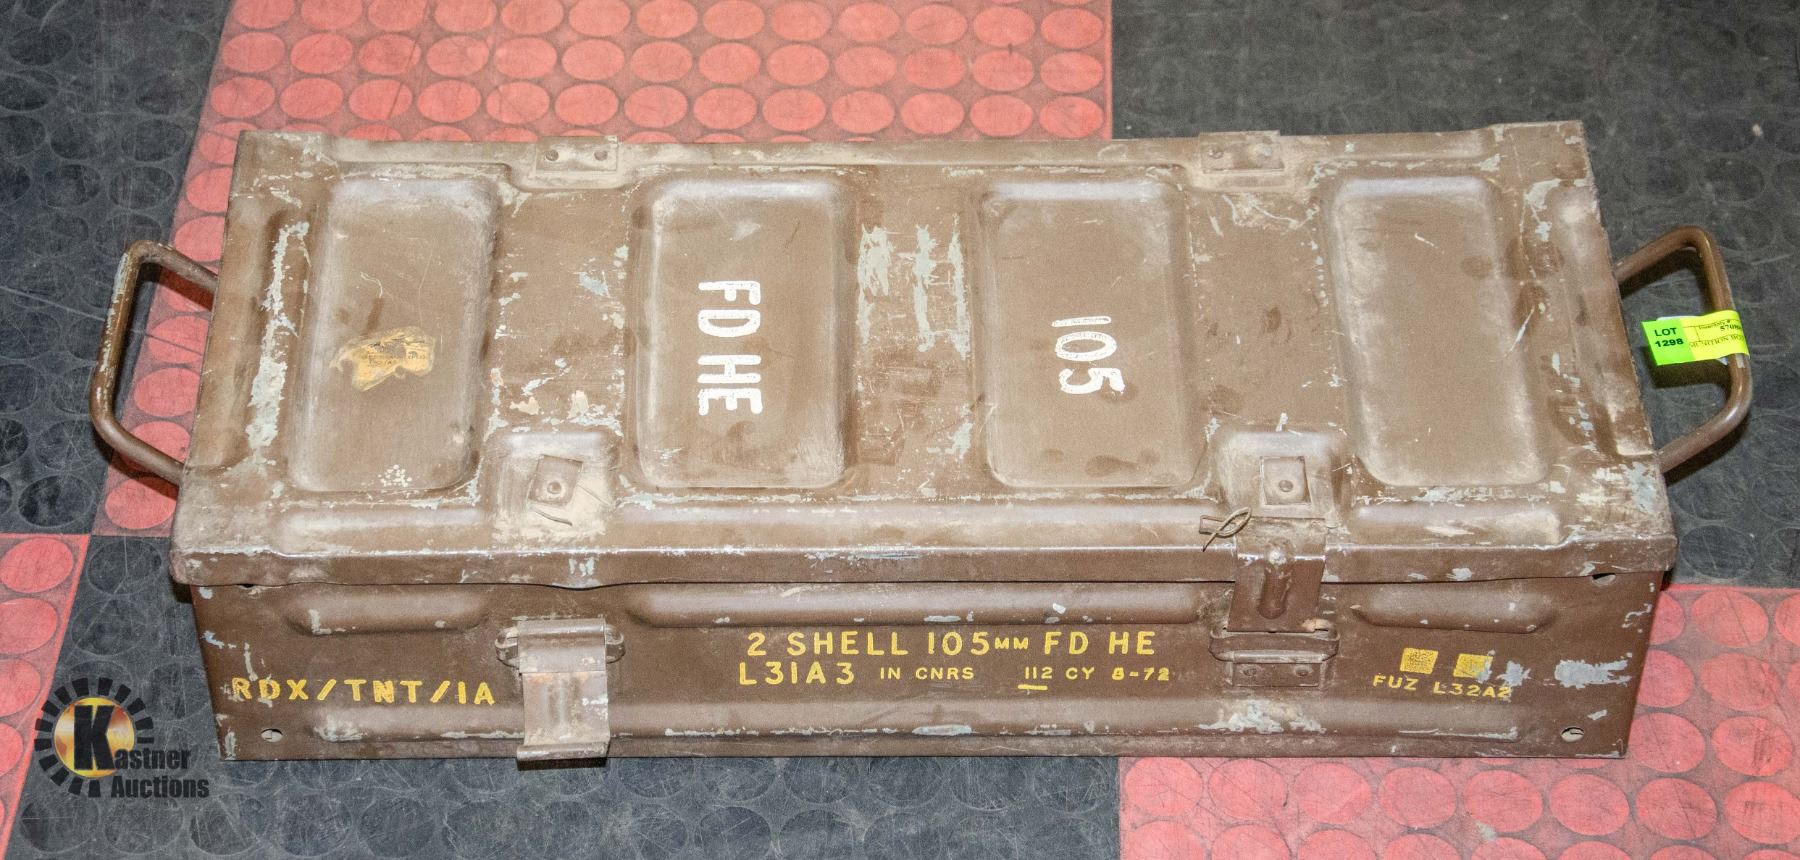 FD HE
105
LOT
1298
2 SHELL 105MM FD HE
L31A3 IN CNRS 112 CY 8-72
RDX/TNT/1A
FUZ L32A2
Kastner
Auctions